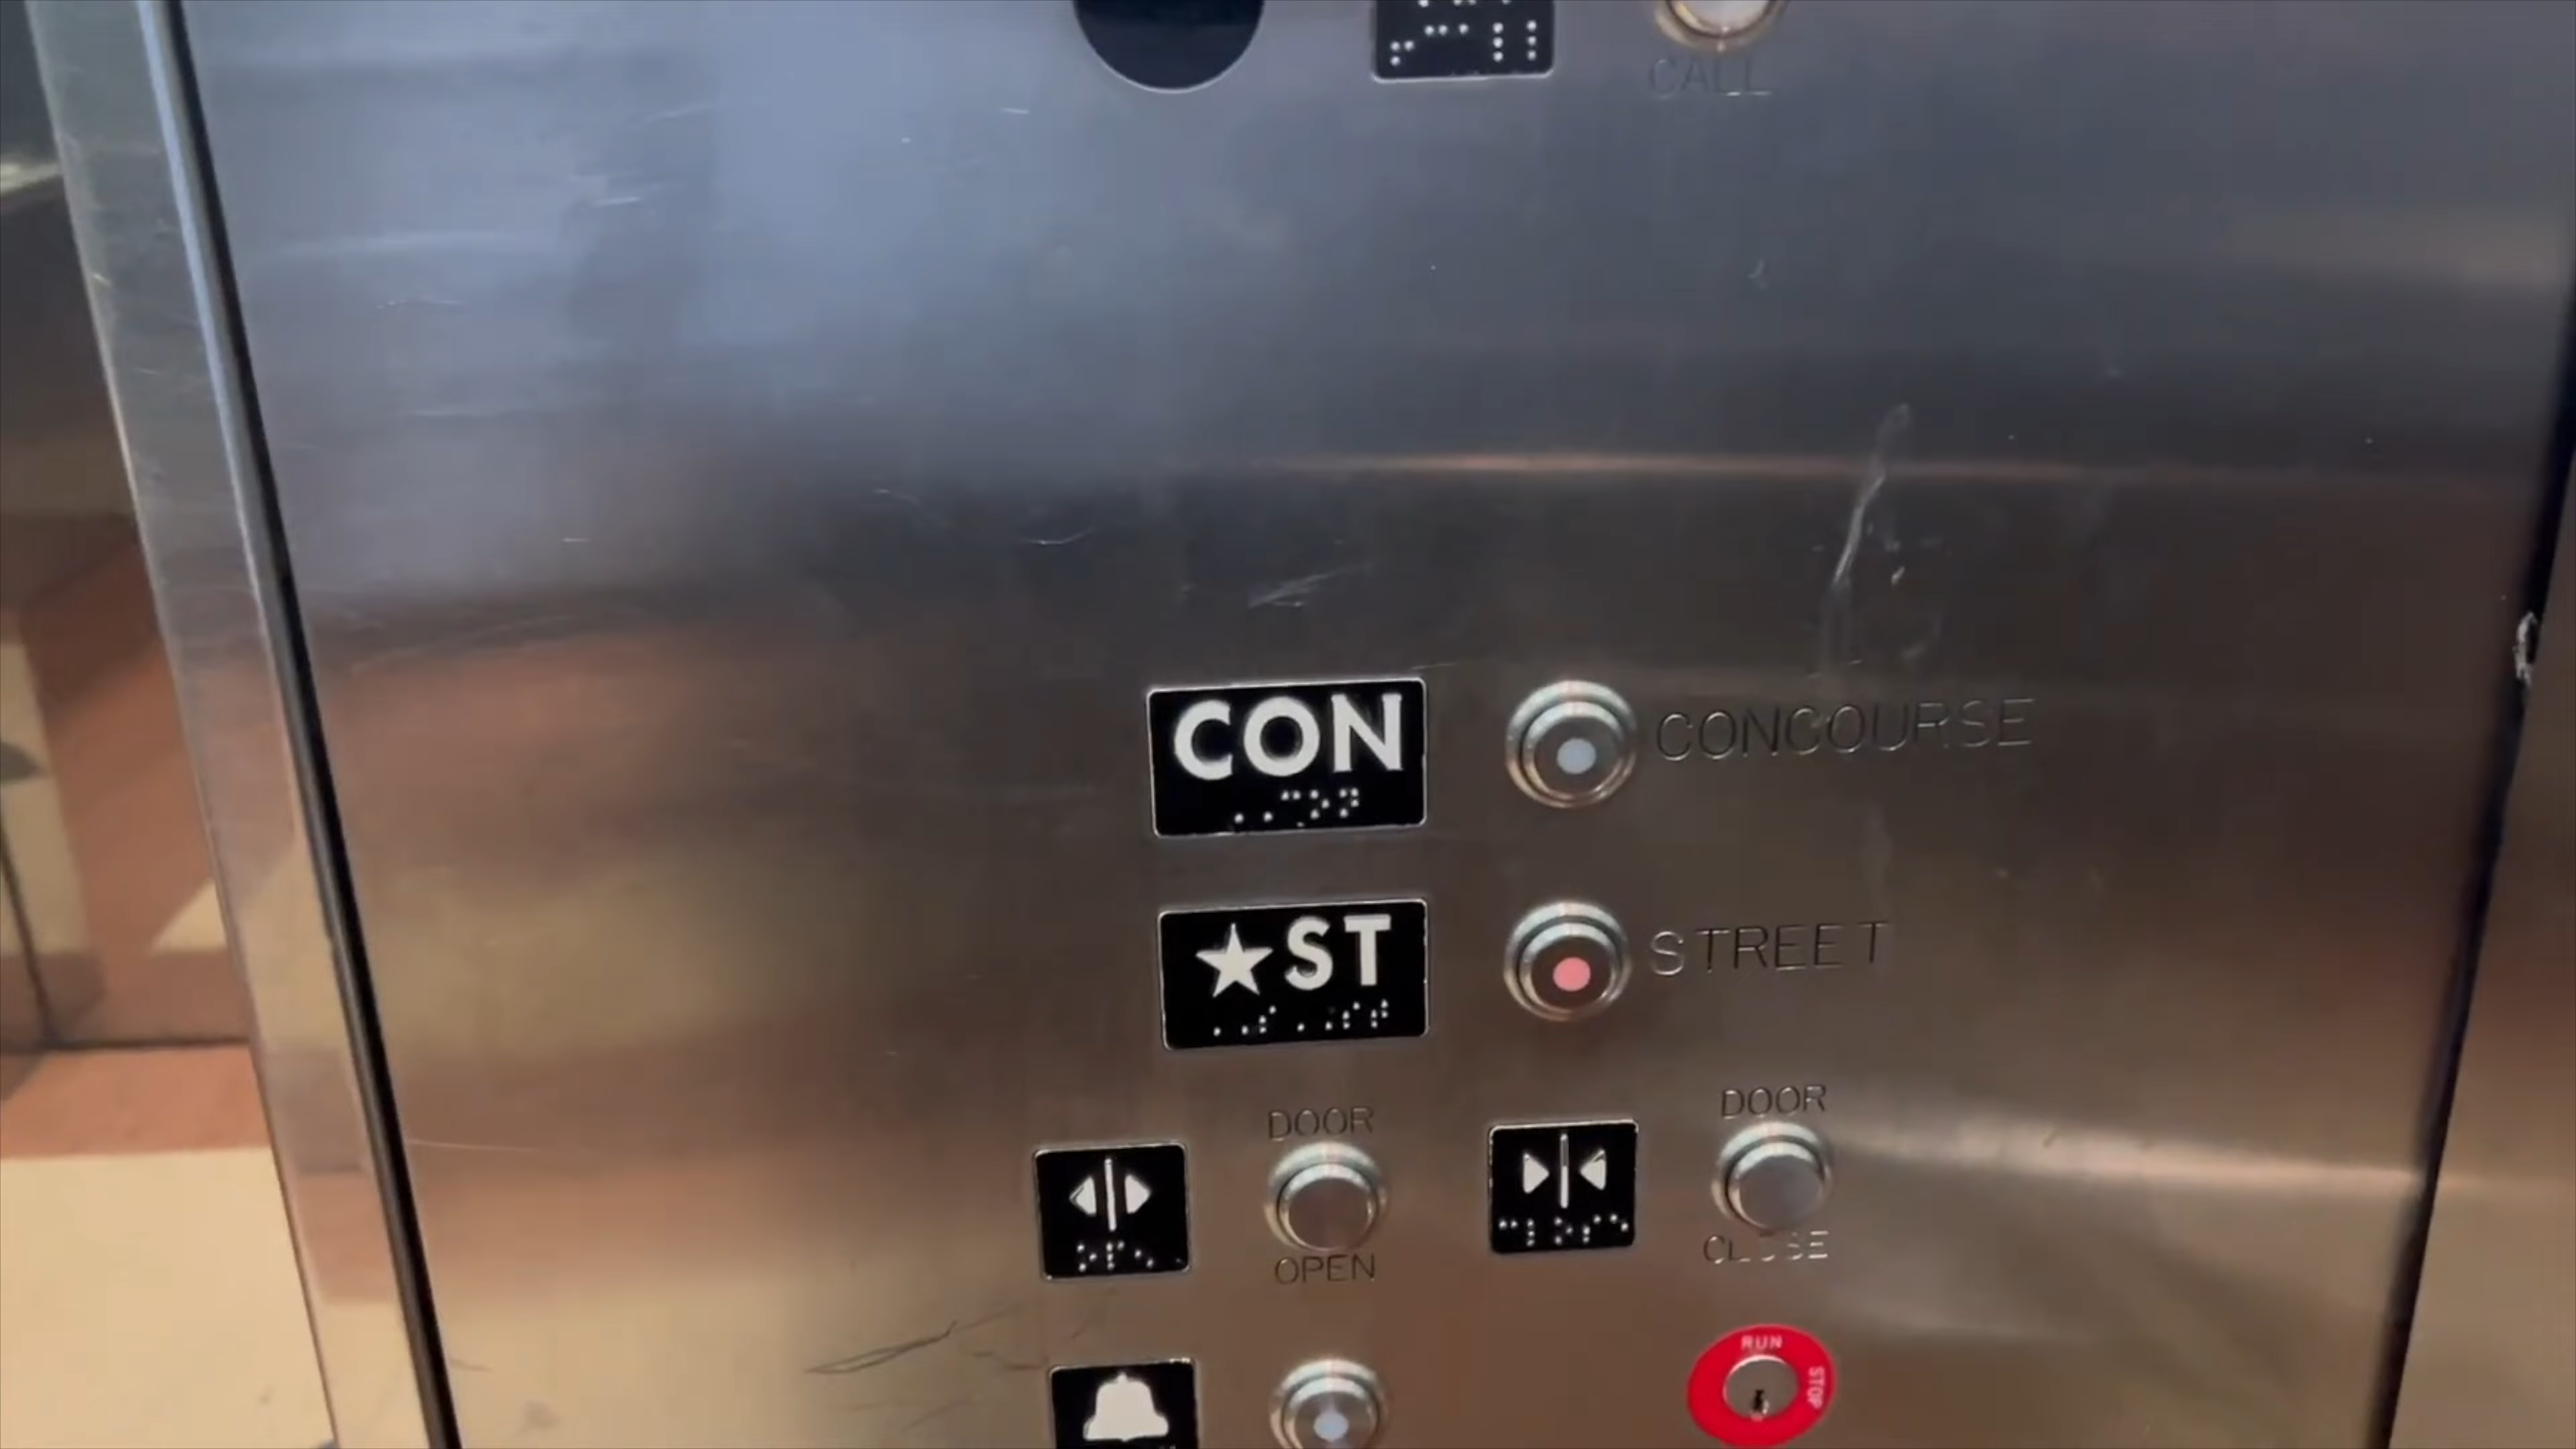 CALL
CON
CONCOURSE
★ST
STREET
DOOR
OPEN
DOOR
CLOSE
RUN
STOP